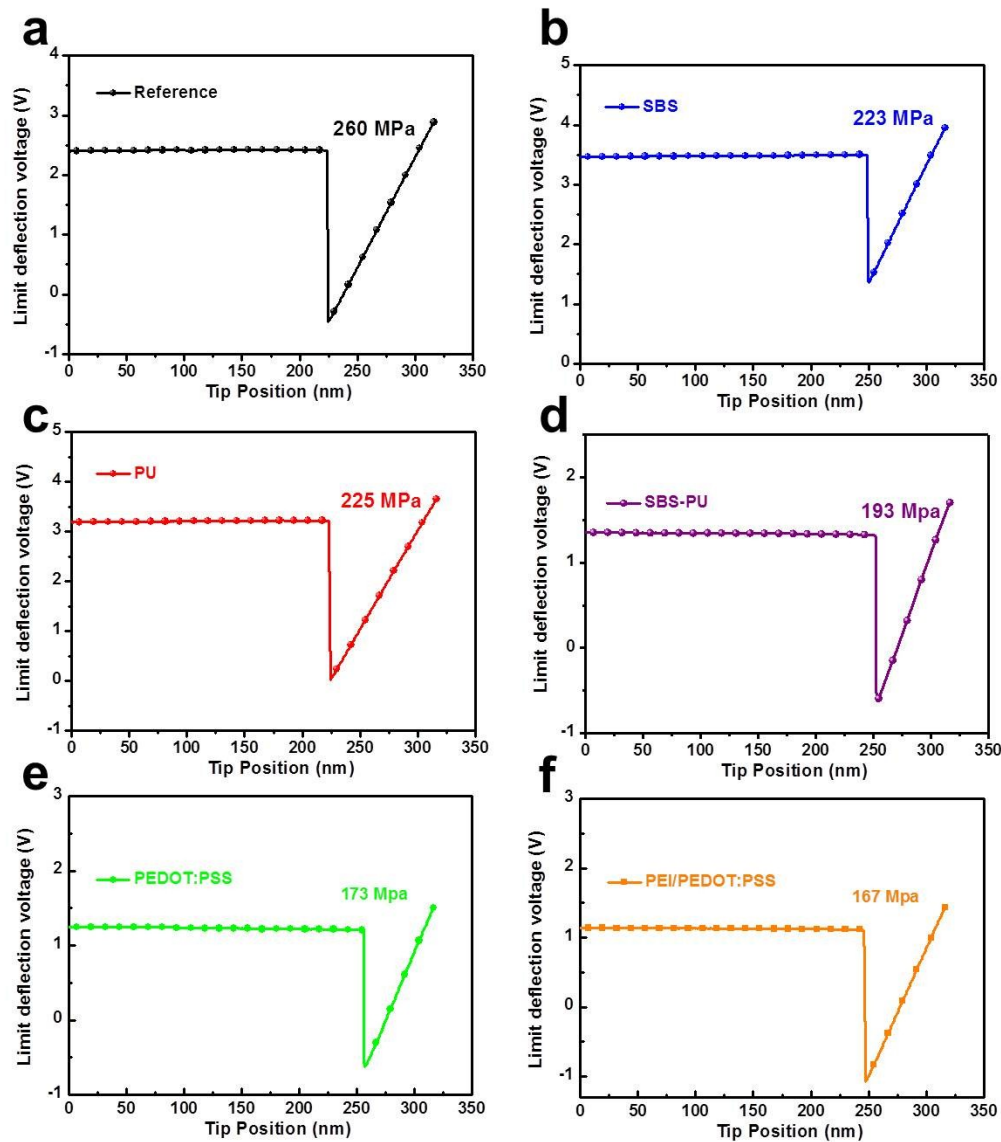 a
4
3
2
1
0
-1
Limit deflection voltage (V)
Reference
260 MPa
0 50 100 150 200 250 300 350
Tip Position (nm)
b
5
4
3
2
1
0
Limit deflection voltage (V)
SBS
223 MPa
0 50 100 150 200 250 300 350
Tip Position (nm)
c
5
4
3
2
1
0
-1
Limit deflection voltage (V)
PU
225 MPa
0 50 100 150 200 250 300 350
Tip Position (nm)
d
2
1
0
-1
Limit deflection voltage (V)
SBS-PU
193 Mpa
0 50 100 150 200 250 300 350
Tip Position (nm)
e
3
2
1
0
-1
Limit deflection voltage (V)
PEDOT:PSS
173 Mpa
0 50 100 150 200 250 300 350
Tip Position (nm)
f
3
2
1
0
-1
Limit deflection voltage (V)
PEI/PEDOT:PSS
167 Mpa
0 50 100 150 200 250 300 350
Tip Position (nm)